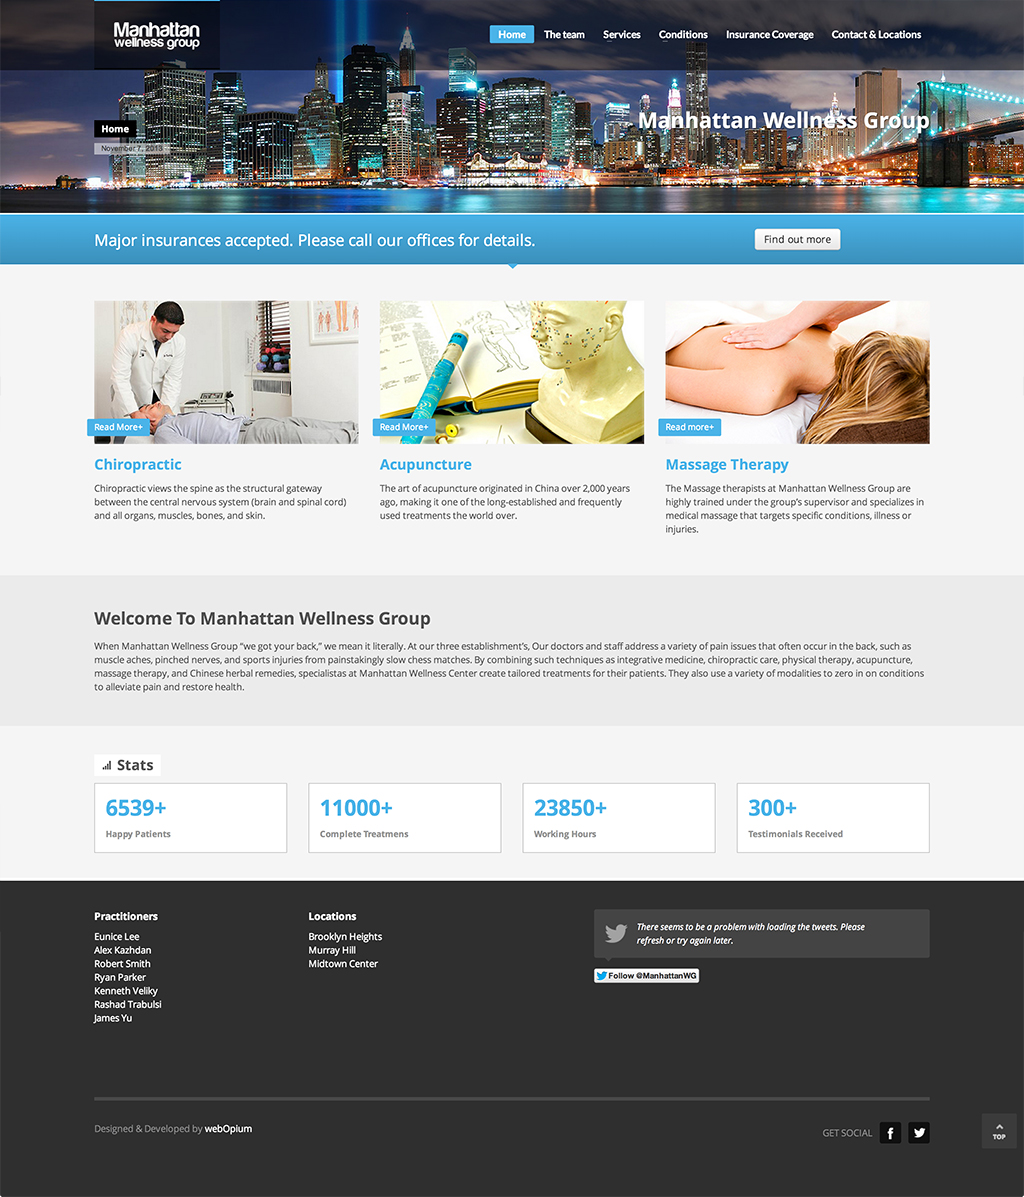 Manhattan
wellness group
Home
The team
Services
Conditions
Insurance Coverage
Contact & Locations
Manhattan Wellness Group
Home
November 7, 2013
Major insurances accepted. Please call our offices for details.
Find out more
Read More+
Read More+
Read more+
Chiropractic
Chiropractic views the spine as the structural gateway
between the central nervous system (brain and spinal cord)
and all organs, muscles, bones, and skin.
Acupuncture
The art of acupuncture originated in China over 2,000 years
ago, making it one of the long-established and frequently
used treatments the world over.
Massage Therapy
The Massage therapists at Manhattan Wellness Group are
highly trained under the group's supervisor and specializes in
medical massage that targets specific conditions, illness or
injuries.
Welcome To Manhattan Wellness Group
When Manhattan Wellness Group “we got your back,” we mean it literally. At our three establishment’s, Our doctors and staff address a variety of pain issues that often occur in the back, such as
muscle aches, pinched nerves, and sports injuries from painstakingly slow chess matches. By combining such techniques as integrative medicine, chiropractic care, physical therapy, acupuncture,
massage therapy, and Chinese herbal remedies, specialistas at Manhattan Wellness Center create tailored treatments for their patients. They also use a variety of modalities to zero in on conditions
to alleviate pain and restore health.
Stats
6539+
Happy Patients
11000+
Complete Treatmens
23850+
Working Hours
300+
Testimonials Received
Practitioners
Eunice Lee
Alex Kazhdan
Robert Smith
Ryan Parker
Kenneth Veliky
Rashad Trabulsi
James Yu
Locations
Brooklyn Heights
Murray Hill
Midtown Center
There seems to be a problem with loading the tweets. Please
refresh or try again later.
Follow @ManhattanWG
Designed & Developed by webOpium
GET SOCIAL
TOP